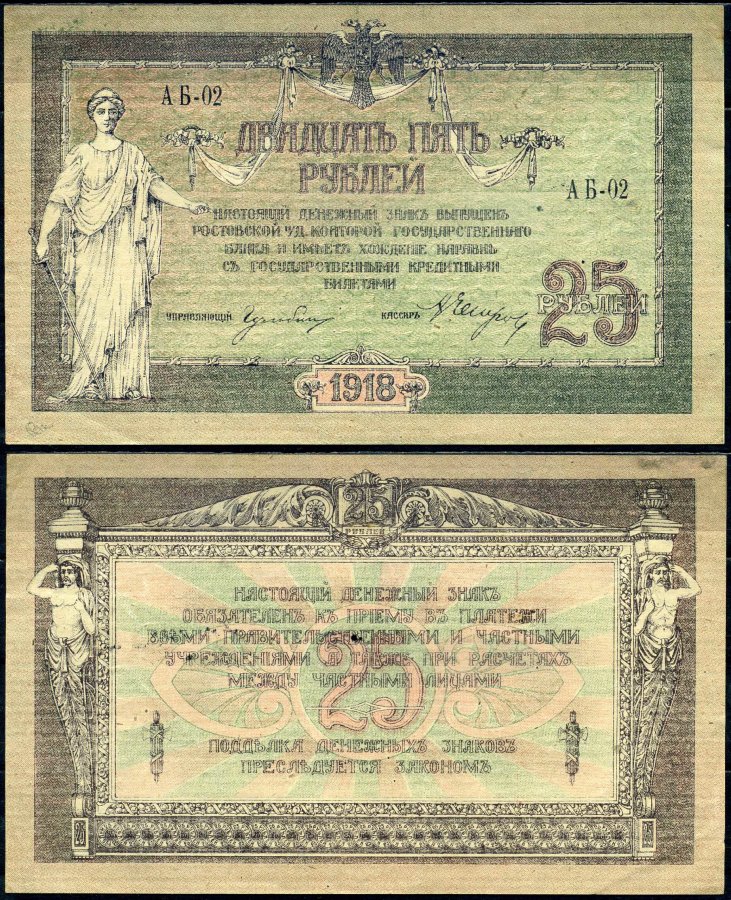 АБ-02
ДВАДЦАТЬ ПЯТЬ
РУБЛЕЙ
АБ-02
НАСТОЯЩІЙ ДЕНЕЖНЫЙ ЗНАКЪ ВЫПУЩЕНЪ
РОСТОВСКОЙ н/Д. КОНТОРОЙ ГОСУДАРСТВЕННАГО
БАНКА И ИМѢЕТЪ ХОЖДЕНІЕ НАРАВНѢ
СЪ ГОСУДАРСТВЕННЫМИ КРЕДИТНЫМИ
БИЛЕТАМИ
УПРАВЛЯЮЩІЙ
КАССИРЪ
25
РУБЛЕЙ
1918
25
РУБЛЕЙ
НАСТОЯЩІЙ ДЕНЕЖНЫЙ ЗНАКЪ
ОБЯЗАТЕЛЕНЪ КЪ ПРІЕМУ ВЪ ПЛАТЕЖИ
ВСѢМИ ПРАВИТЕЛЬСТВЕННЫМИ И ЧАСТНЫМИ
УЧРЕЖДЕНІЯМИ А ТАКЖЕ ПРИ РАСЧЕТАХЪ
МЕЖДУ ЧАСТНЫМИ ЛИЦАМИ
25
ПОДДѢЛКА ДЕНЕЖНЫХЪ ЗНАКОВЪ
ПРЕСЛѢДУЕТСЯ ЗАКОНОМЪ